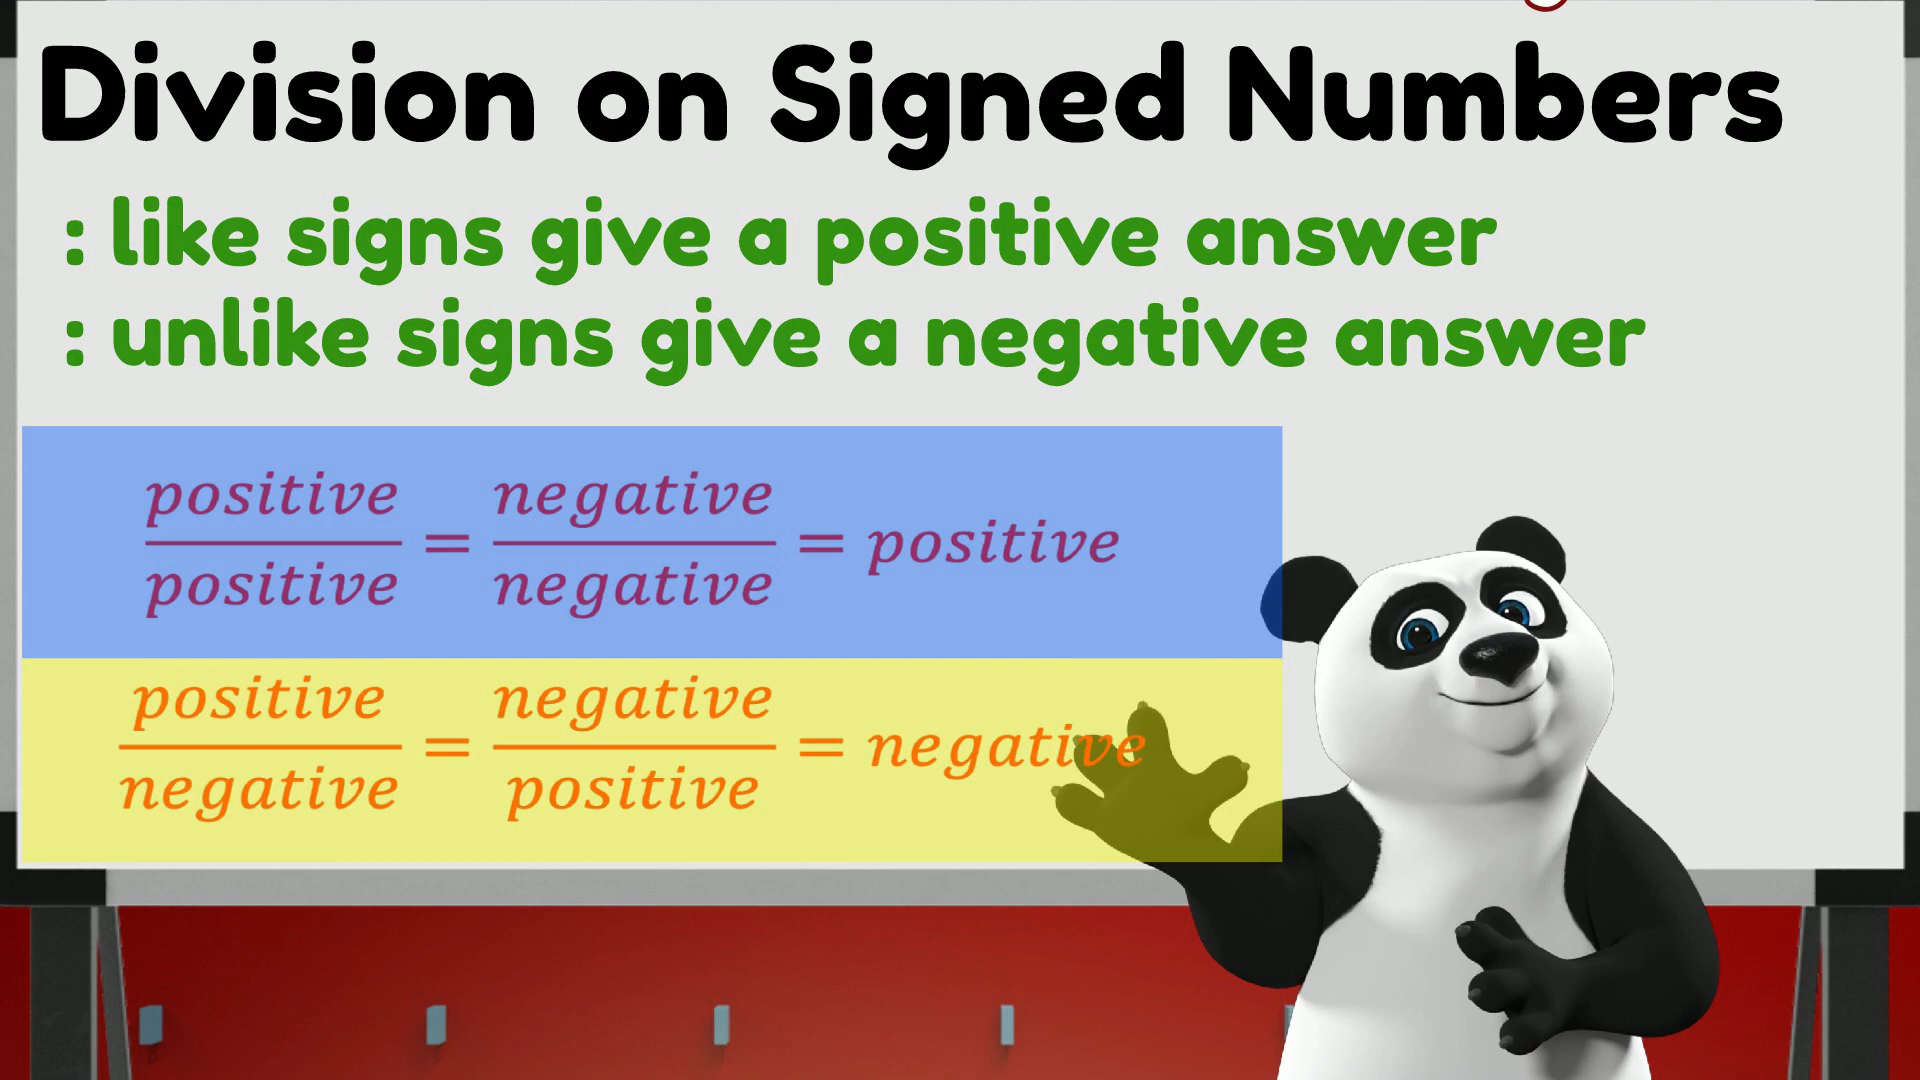 Division on Signed Numbers
: like signs give a positive answer
: unlike signs give a negative answer
positive/positive = negative/negative = positive
positive/negative = negative/positive = negative